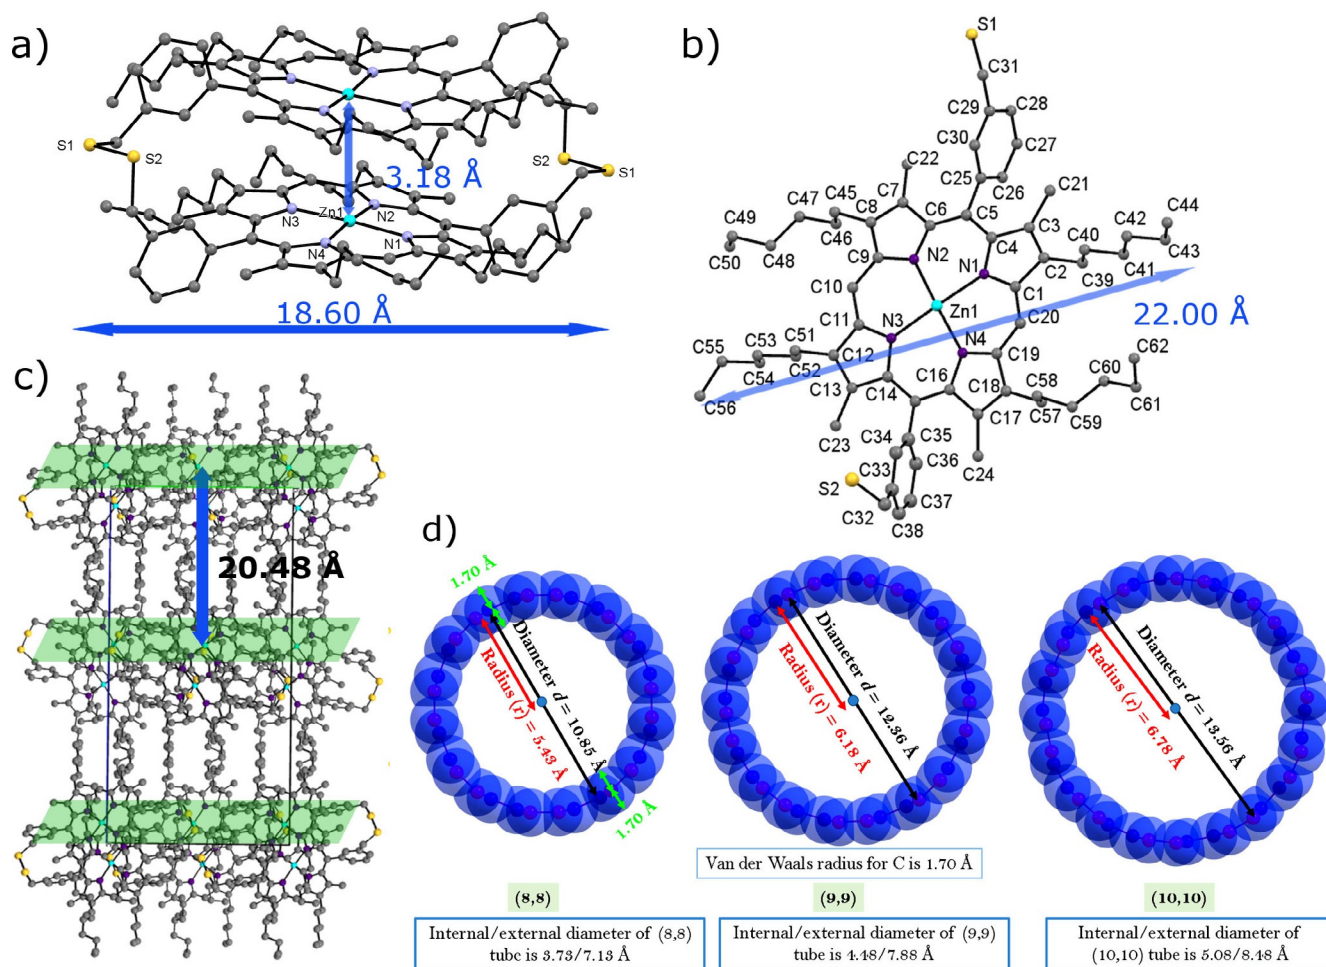 a)
S1
S2
S2
S1
3.18 Å
Zn1
N2
N3
N1
N4
18.60 Å
b)
S1
C31
C29
C28
C30
C27
C22
C25
C26
C21
C47
C45
C7
C6
C5
C3
C42
C44
C49
C8
C4
C40
C46
N2
C2
C43
C50
C48
C9
N1
C39
C41
C10
C1
Zn1
22.00 Å
C11
N3
C20
N4
C51
C19
C62
C55
C53
C12
C60
C52
C16
C58
C54
C13
C18
C61
C56
C14
C17
C57
C59
C23
C34
C35
C36
C24
C33
S2
C37
C32
C38
c)
20.48 Å
d)
1.70 Å
Diameter d = 10.85 Å
Radius (r) = 5.43 Å
1.70 Å
Diameter d = 12.36 Å
Radius (r) = 6.18 Å
Diameter d = 13.56 Å
Radius (r) = 6.78 Å
Van der Waals radius for C is 1.70 Å
(8,8)
(9,9)
(10,10)
Internal/external diameter of (8,8)
tube is 3.73/7.13 Å
Internal/external diameter of (9,9)
tube is 4.48/7.88 Å
Internal/external diameter of
(10,10) tube is 5.08/8.48 Å